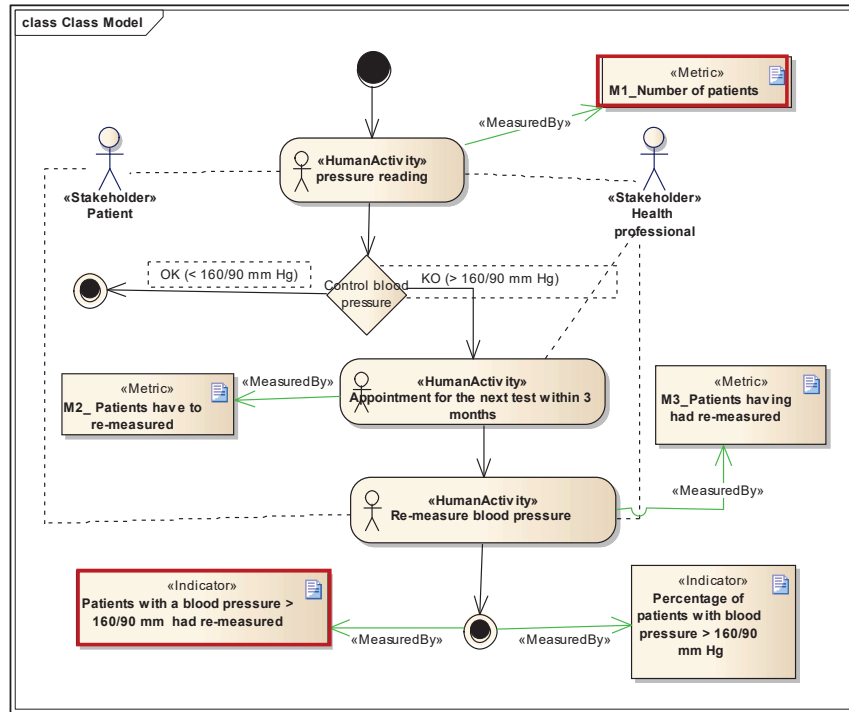 class Class Model
«Metric»
M1_Number of patients
«MeasuredBy»
«HumanActivity»
pressure reading
«Stakeholder»
Patient
«Stakeholder»
Health
professional
OK (< 160/90 mm Hg)
KO (> 160/90 mm Hg)
Control blood
pressure
«Metric»
M2_ Patients have to
re-measured
«MeasuredBy»
«HumanActivity»
Appointment for the next test within 3
months
«Metric»
M3_Patients having
had re-measured
«MeasuredBy»
«HumanActivity»
Re-measure blood pressure
«Indicator»
Patients with a blood pressure >
160/90 mm had re-measured
«MeasuredBy»
«MeasuredBy»
«Indicator»
Percentage of
patients with blood
pressure > 160/90
mm Hg